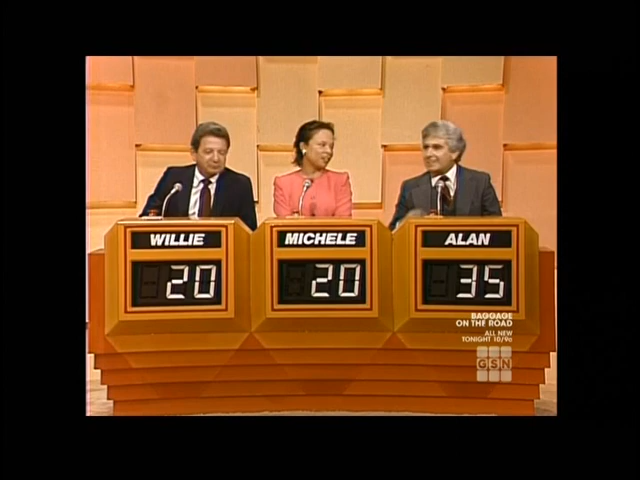 WILLIE
MICHELE
ALAN
20
20
35
BAGGAGE
ON THE ROAD
ALL NEW
TONIGHT 10/9c
GSN